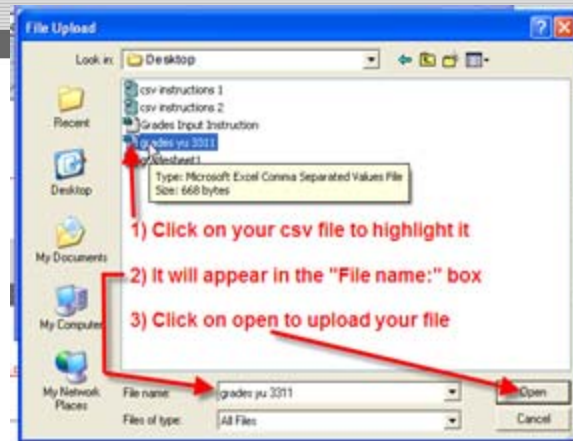 File Upload
Look in: Desktop
Recent
Desktop
My Documents
My Computer
My Network Places
csv instructions 1
csv instructions 2
Grades Input Instruction
grades yu 3311
Type: Microsoft Excel Comma Separated Values File
Size: 668 bytes
1) Click on your csv file to highlight it
2) It will appear in the "File name:" box
3) Click on open to upload your file
File name: grades yu 3311 Open
Files of type: All Files Cancel